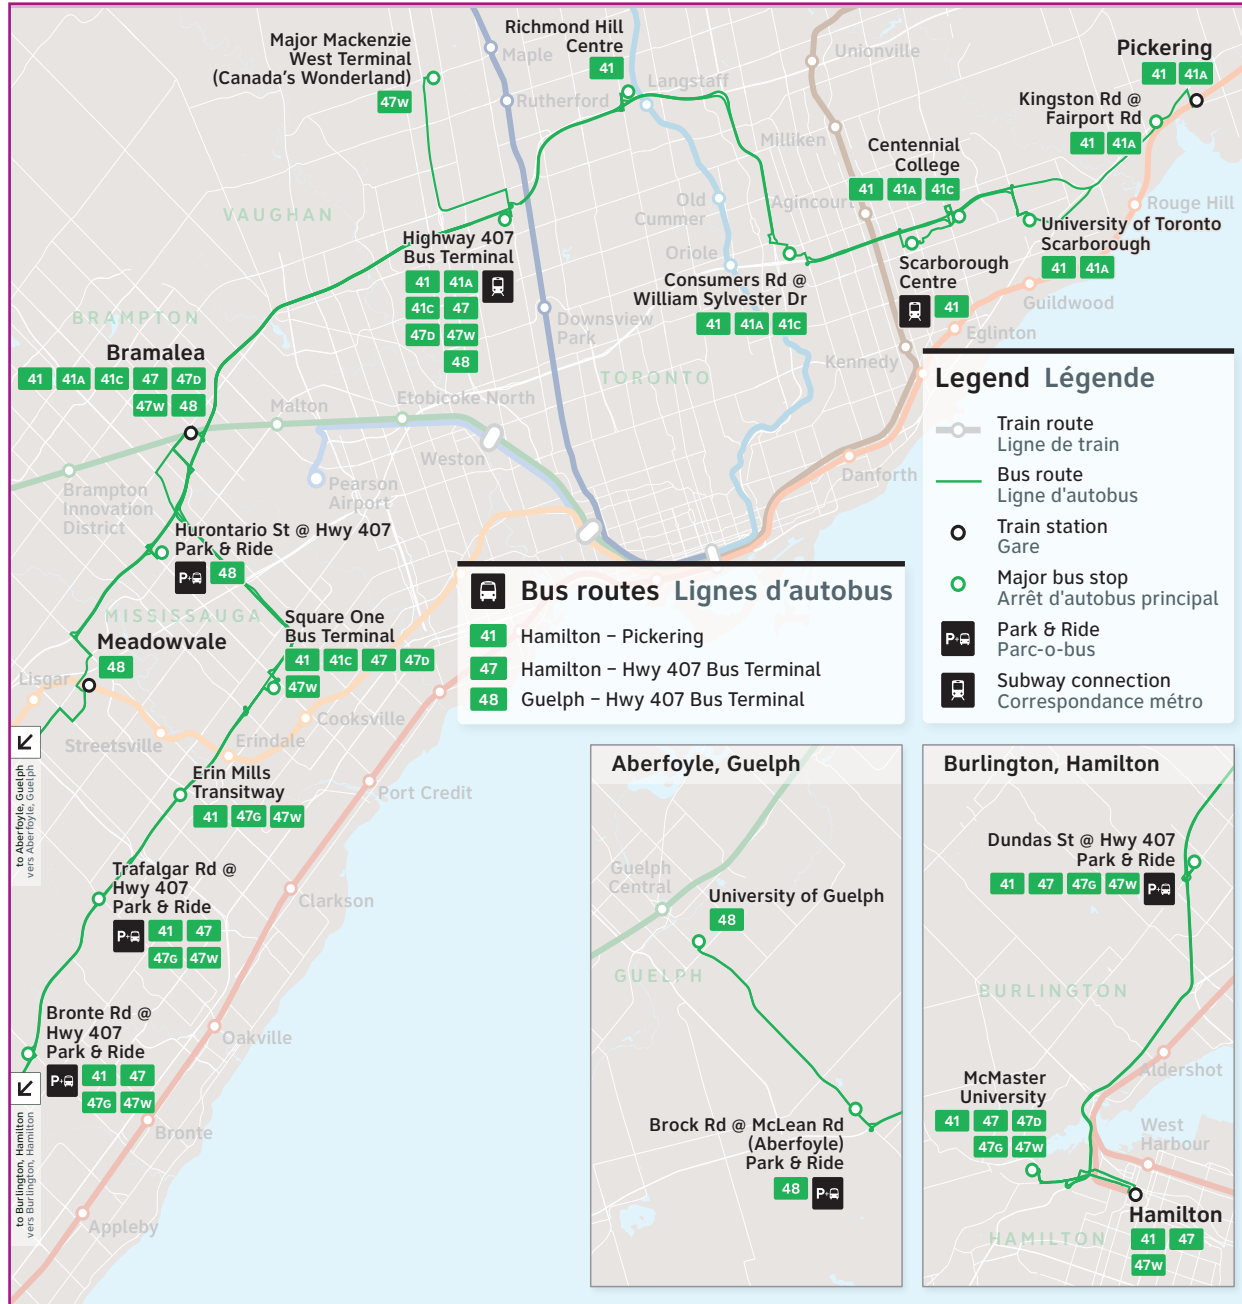 Major Mackenzie
West Terminal
(Canada's Wonderland)
47W
Maple
Rutherford
Richmond Hill
Centre
41
Langstaff
Unionville
Pickering
41 41A
Kingston Rd @
Fairport Rd
41 41A
Milliken
Centennial
College
41 41A 41C
Agincourt
Old
Cummer
Oriole
Rouge Hill
VAUGHAN
Highway 407
Bus Terminal
41 41A
41C 47
47D 47W
48
Consumers Rd @
William Sylvester Dr
41 41A 41C
Scarborough
Centre
41
University of Toronto
Scarborough
41 41A
Guildwood
Eglinton
Kennedy
Danforth
BRAMPTON
Bramalea
41 41A 41C 47 47D
47W 48
Downsview
Park
TORONTO
Malton
Etobicoke North
Weston
Pearson
Airport
Brampton
Innovation
District
Hurontario St @ Hwy 407
Park & Ride
P+ 48
MISSISSAUGA
Meadowvale
48
Lisgar
Square One
Bus Terminal
41 41C 47 47D
47W
Cooksville
Erindale
Streetsville
Legend Légende
Train route
Ligne de train
Bus route
Ligne d'autobus
Train station
Gare
Major bus stop
Arrêt d'autobus principal
P+
Park & Ride
Parc-o-bus
Subway connection
Correspondance métro
Bus routes Lignes d'autobus
41 Hamilton – Pickering
47 Hamilton – Hwy 407 Bus Terminal
48 Guelph – Hwy 407 Bus Terminal
to Aberfoyle, Guelph
vers Aberfoyle, Guelph
Erin Mills
Transitway
41 47G 47W
Port Credit
Trafalgar Rd @
Hwy 407
Park & Ride
P+ 41 47
47G 47W
Clarkson
Bronte Rd @
Hwy 407
Park & Ride
P+ 41 47
47G 47W
Oakville
Bronte
Appleby
to Burlington, Hamilton
vers Burlington, Hamilton
Aberfoyle, Guelph
Guelph
Central
University of Guelph
48
GUELPH
Brock Rd @ McLean Rd
(Aberfoyle)
Park & Ride
48 P+
Burlington, Hamilton
Dundas St @ Hwy 407
Park & Ride
41 47 47G 47W P+
BURLINGTON
Aldershot
McMaster
University
41 47 47D
47G 47W
West
Harbour
HAMILTON
Hamilton
41 47
47W